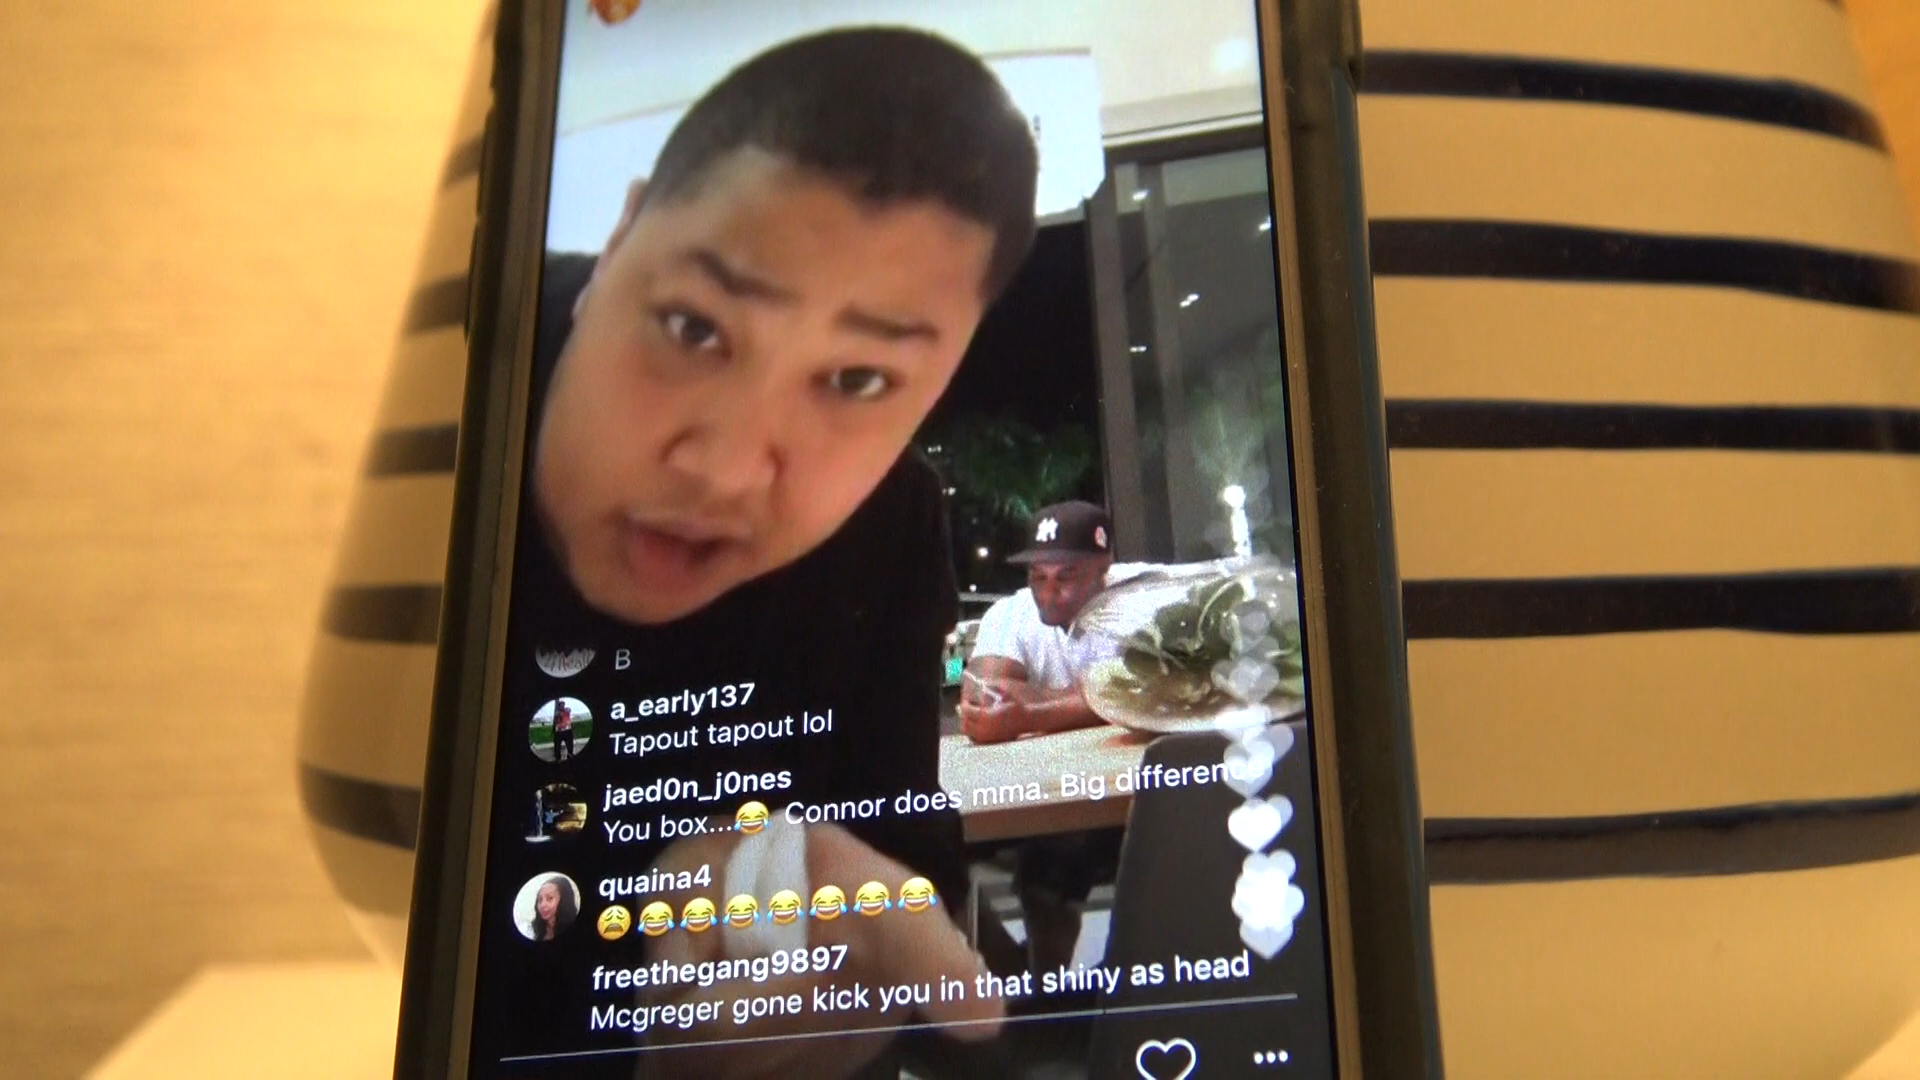 B
a_early137
Tapout tapout lol
jaed0n_j0nes
You box...😂 Connor does mma. Big difference
quaina4
😩😂😂😂😂😂😂😂
freethegang9897
Mcgreger gone kick you in that shiny as head